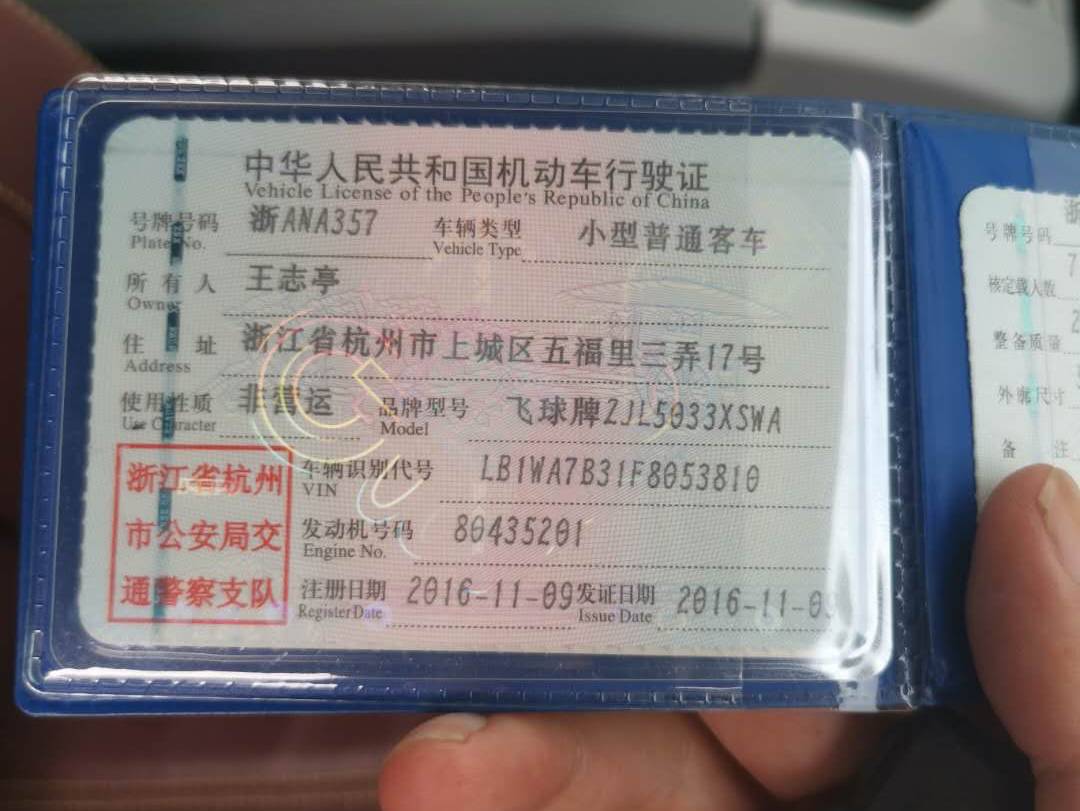 中华人民共和国机动车行驶证
Vehicle License of the People's Republic of China
号牌号码 浙ANA357 车辆类型 小型普通客车
Plate No. Vehicle Type
所有人 王志亭
Owner
住址 浙江省杭州市上城区五福里三弄17号
Address
使用性质 非营运 品牌型号 飞球牌ZJL5033XSWA
Use Character Model
车辆识别代号 LB1WA7B31F8053810
VIN
发动机号码 80435201
Engine No.
注册日期 2016-11-09 发证日期 2016-11-09
Register Date Issue Date
浙江省杭州
市公安局交
通警察支队
浙
号牌号码
7
核定载人数
2
整备质量
外廓尺寸
备注